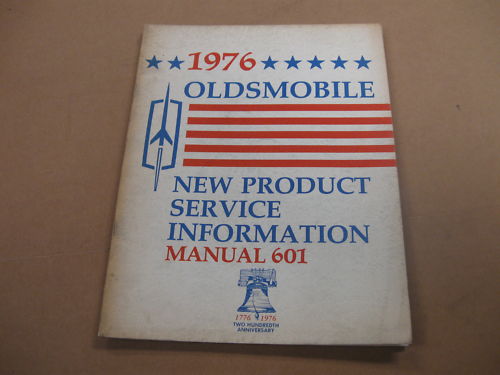 1976
OLDSMOBILE
NEW PRODUCT
SERVICE
INFORMATION
MANUAL 601
1776 1976
TWO HUNDREDTH
ANNIVERSARY